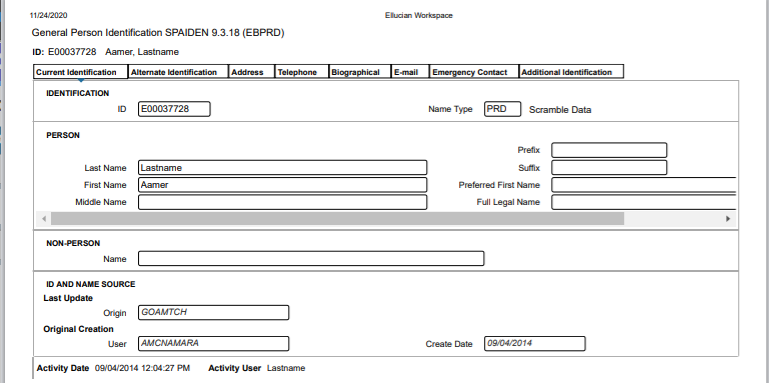 11/24/2020 Ellucian Workspace
General Person Identification SPAIDEN 9.3.18 (EBPRD)
ID: E00037728 Aamer, Lastname
Current Identification Alternate Identification Address Telephone Biographical E-mail Emergency Contact Additional Identification
IDENTIFICATION
ID E00037728 Name Type PRD Scramble Data
PERSON
Prefix
Last Name Lastname Suffix
First Name Aamer Preferred First Name
Middle Name Full Legal Name
NON-PERSON
Name
ID AND NAME SOURCE
Last Update
Origin GOAMTCH
Original Creation
User AMCNAMARA Create Date 09/04/2014
Activity Date 09/04/2014 12:04:27 PM Activity User Lastname